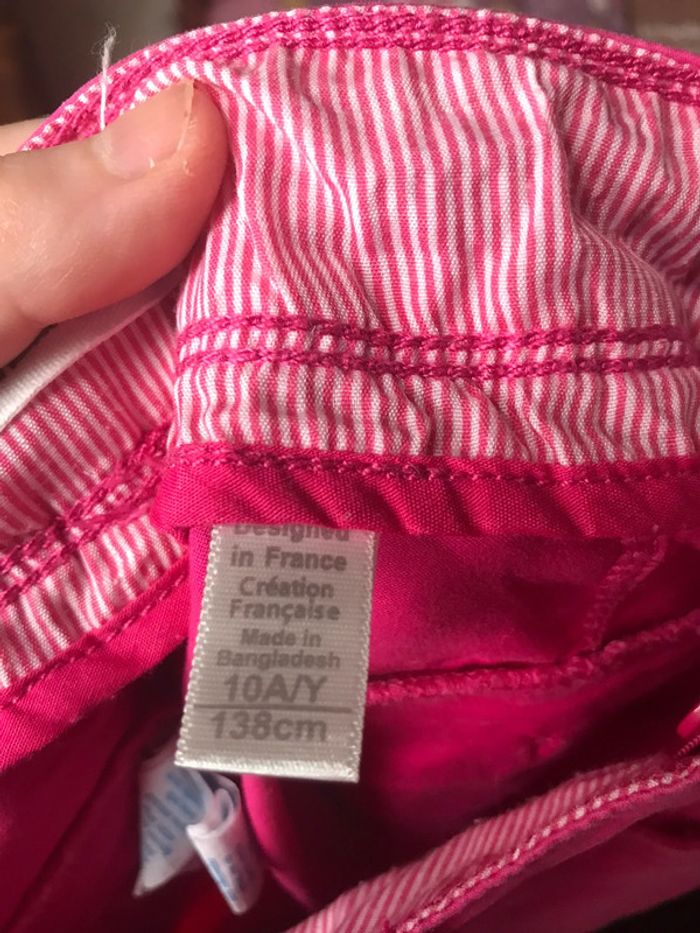 Designed
in France
Création
Française
Made in
Bangladesh
10A/Y
138cm